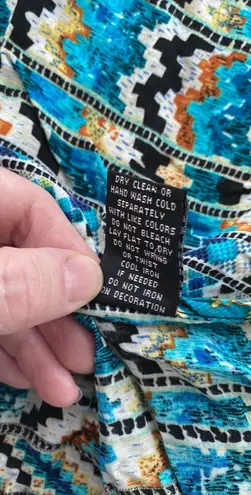 DRY CLEAN OR
HAND WASH COLD
SEPARATELY
WITH LIKE COLORS
DO NOT BLEACH
LAY FLAT TO DRY
DO NOT WRING
OR TWIST
COOL IRON
IF NEEDED
DO NOT IRON
ON DECORATION